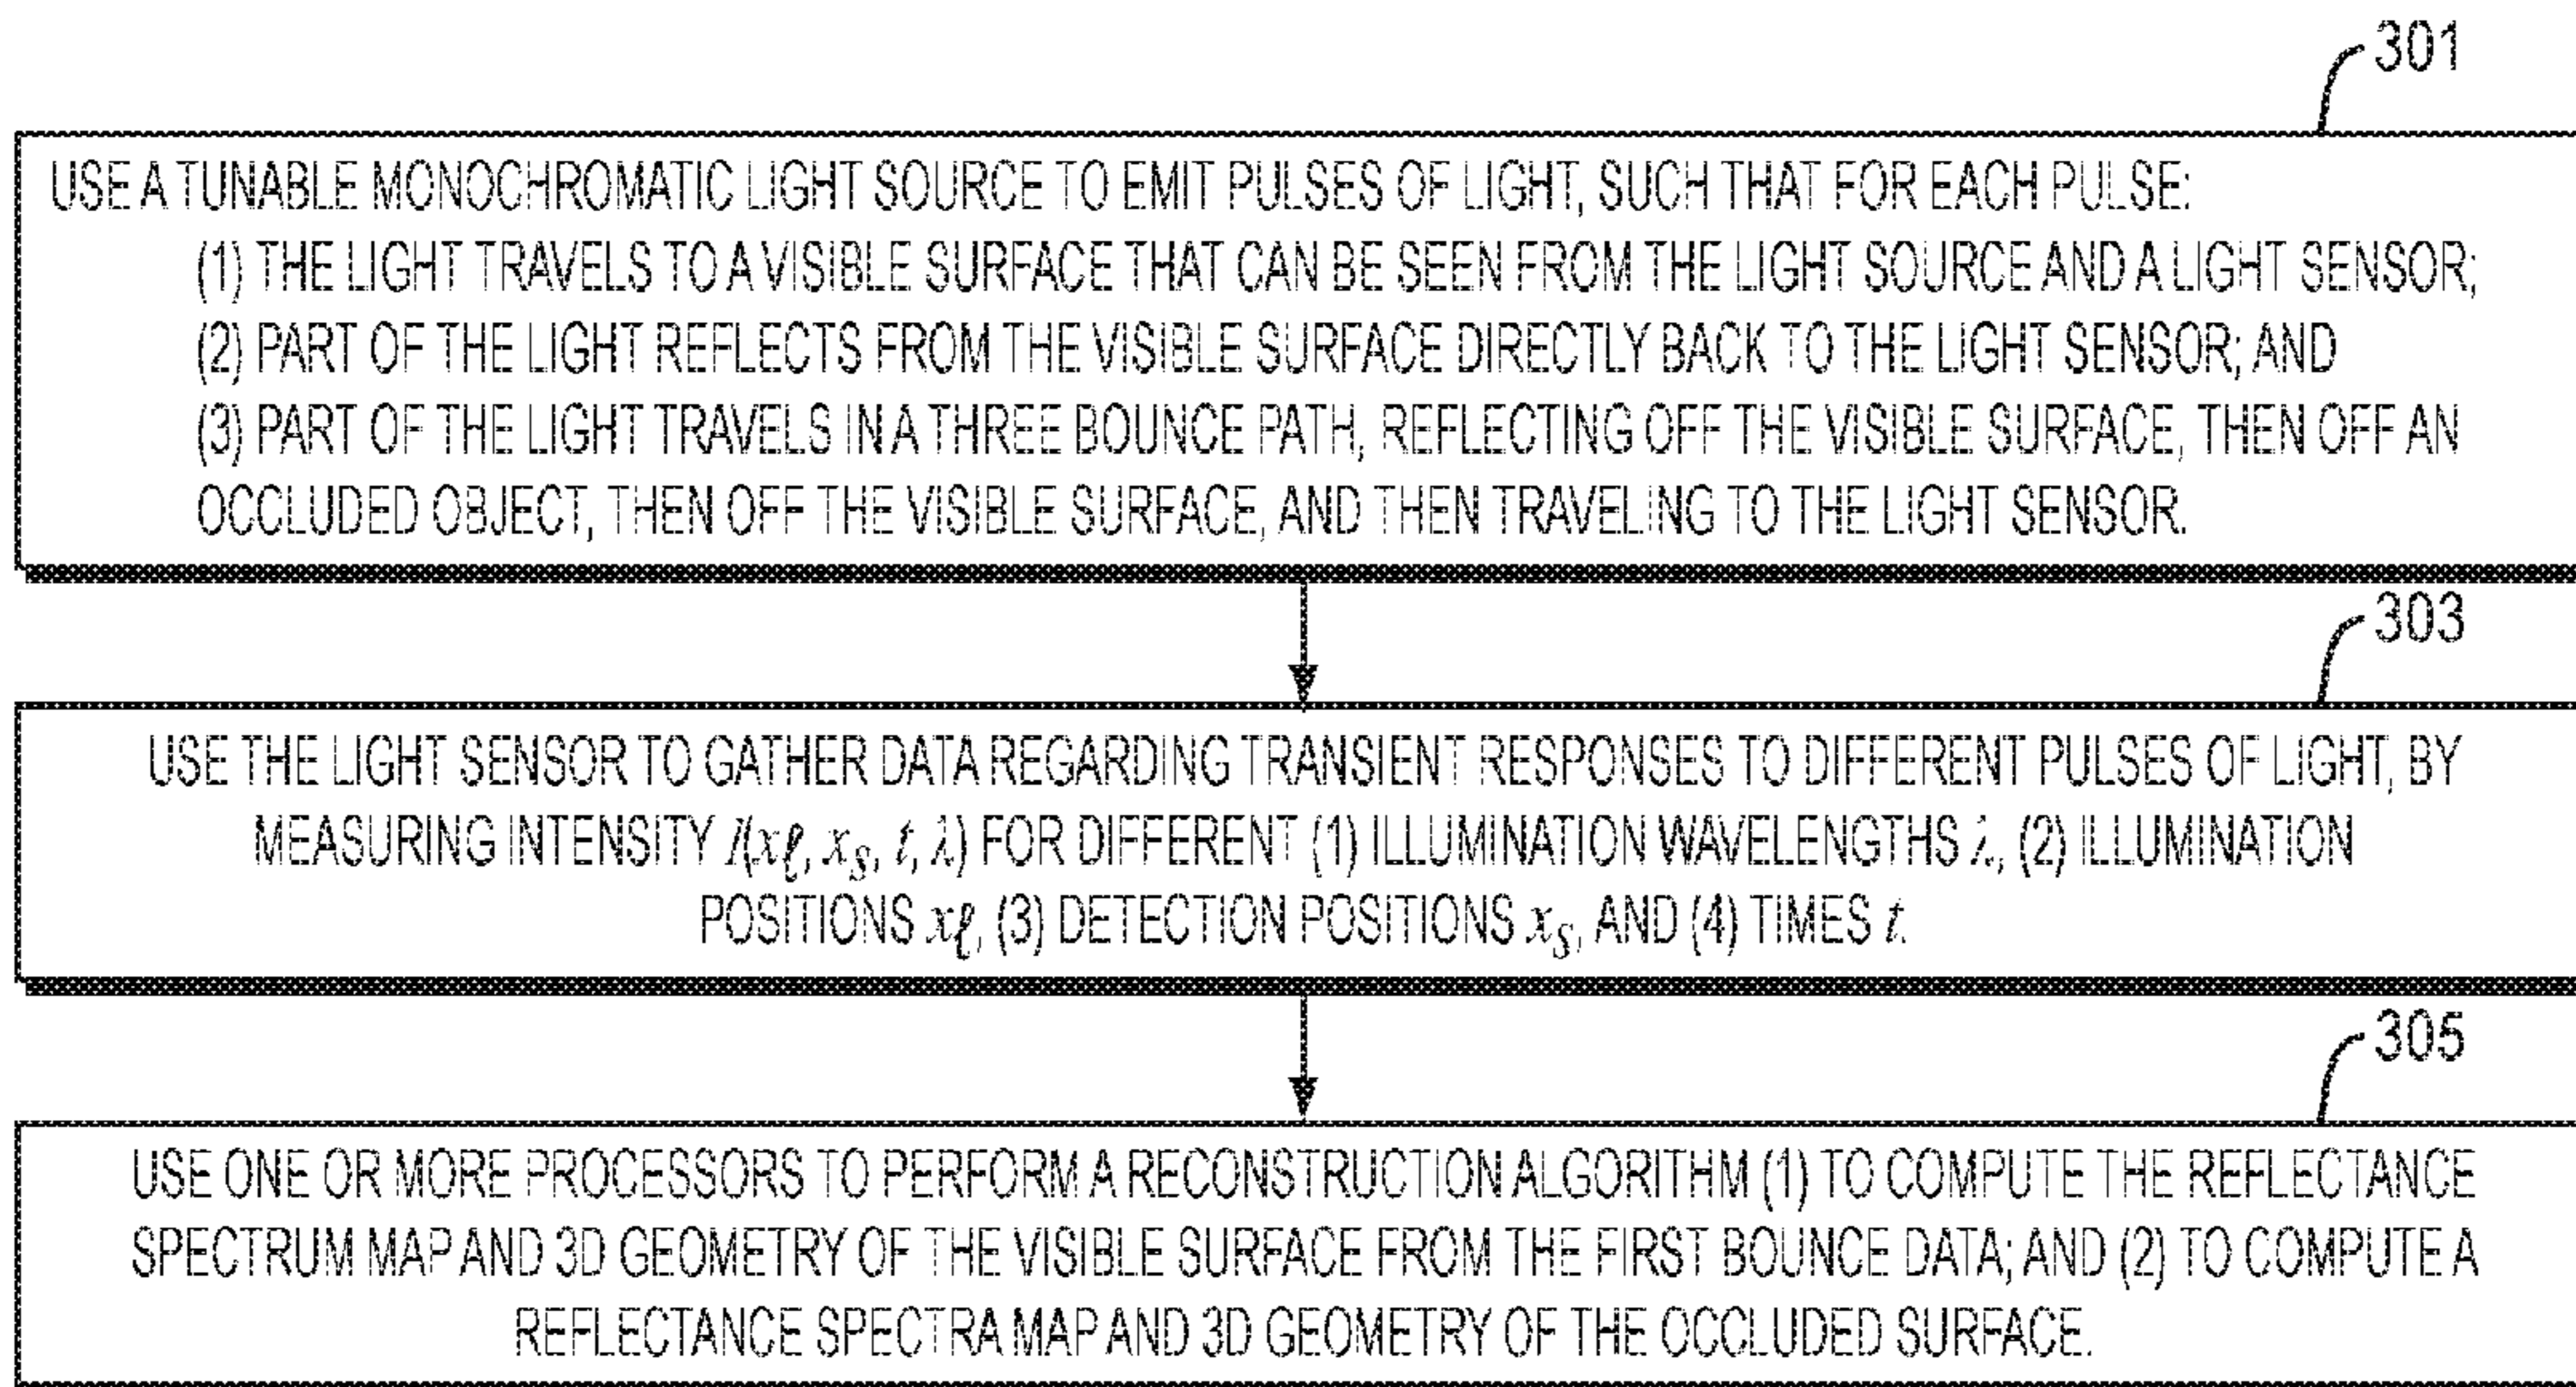 301
USE A TUNABLE MONOCHROMATIC LIGHT SOURCE TO EMIT PULSES OF LIGHT, SUCH THAT FOR EACH PULSE:
(1) THE LIGHT TRAVELS TO A VISIBLE SURFACE THAT CAN BE SEEN FROM THE LIGHT SOURCE AND A LIGHT SENSOR;
(2) PART OF THE LIGHT REFLECTS FROM THE VISIBLE SURFACE DIRECTLY BACK TO THE LIGHT SENSOR; AND
(3) PART OF THE LIGHT TRAVELS IN A THREE BOUNCE PATH, REFLECTING OFF THE VISIBLE SURFACE, THEN OFF AN
OCCLUDED OBJECT, THEN OFF THE VISIBLE SURFACE, AND THEN TRAVELING TO THE LIGHT SENSOR.
303
USE THE LIGHT SENSOR TO GATHER DATA REGARDING TRANSIENT RESPONSES TO DIFFERENT PULSES OF LIGHT, BY
MEASURING INTENSITY I(xℓ, xs, t, λ) FOR DIFFERENT (1) ILLUMINATION WAVELENGTHS λ, (2) ILLUMINATION
POSITIONS xℓ, (3) DETECTION POSITIONS xs, AND (4) TIMES t.
305
USE ONE OR MORE PROCESSORS TO PERFORM A RECONSTRUCTION ALGORITHM (1) TO COMPUTE THE REFLECTANCE
SPECTRUM MAP AND 3D GEOMETRY OF THE VISIBLE SURFACE FROM THE FIRST BOUNCE DATA; AND (2) TO COMPUTE A
REFLECTANCE SPECTRA MAP AND 3D GEOMETRY OF THE OCCLUDED SURFACE.